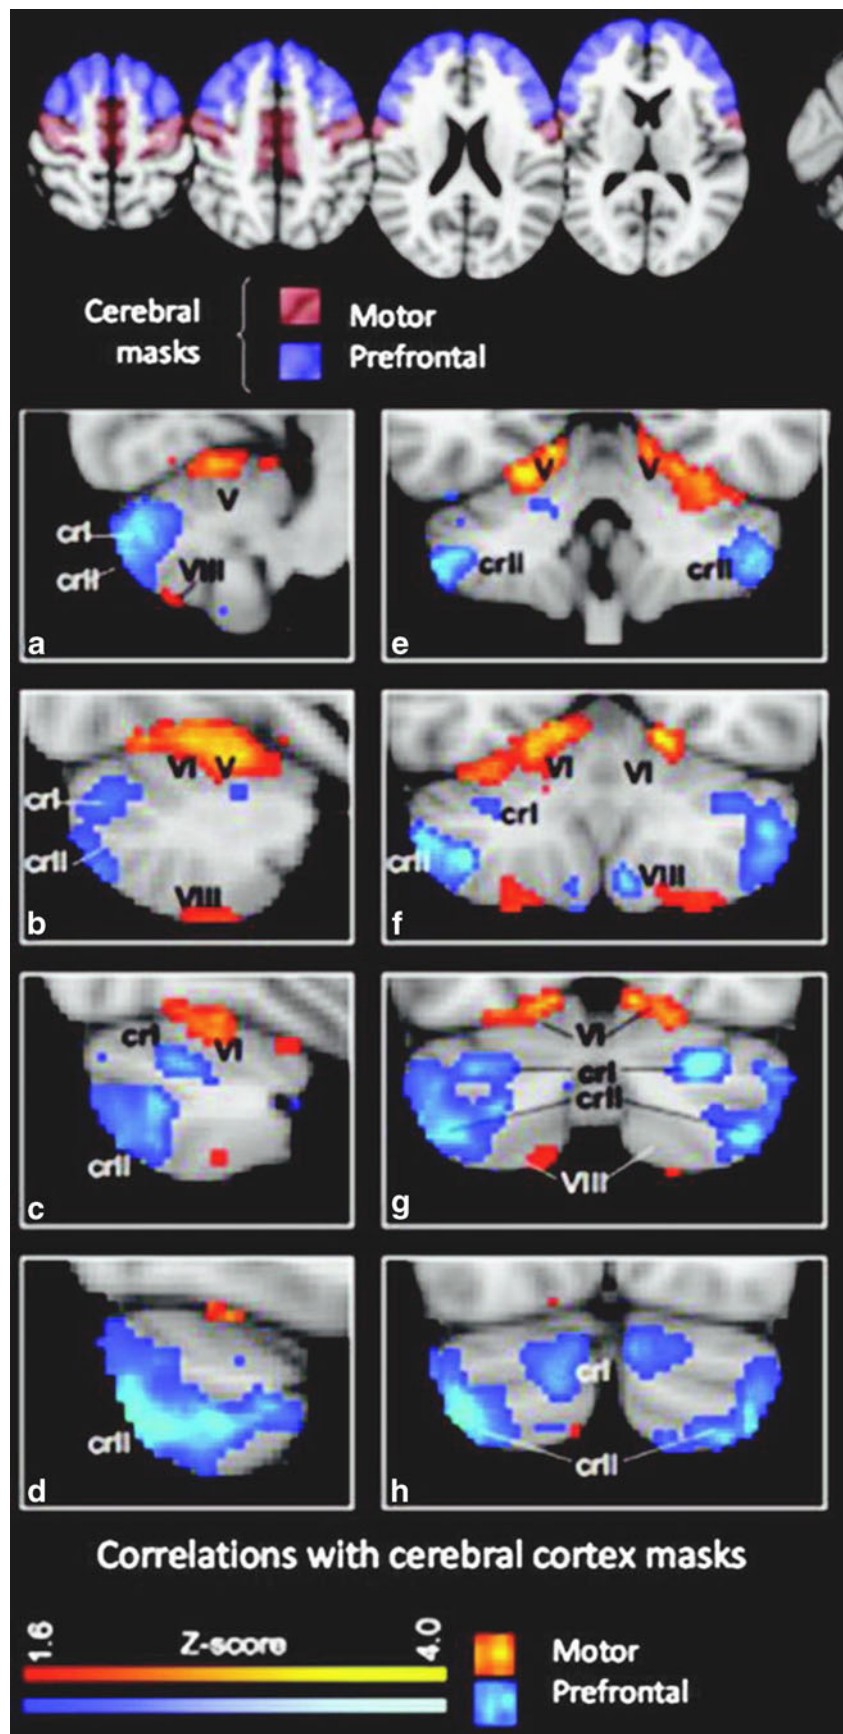 Cerebral masks
Motor
Prefrontal
V
crI
crII
VIII
a
V V
crII crII
e
VI V
crI
crII
VIII
b
VI VI
crI
crII
VIII
f
crI
VI
crII
c
VI
crI
crII
VIII
g
crII
d
crI
crII
h
Correlations with cerebral cortex masks
1.6 Z-score 4.0
Motor
Prefrontal